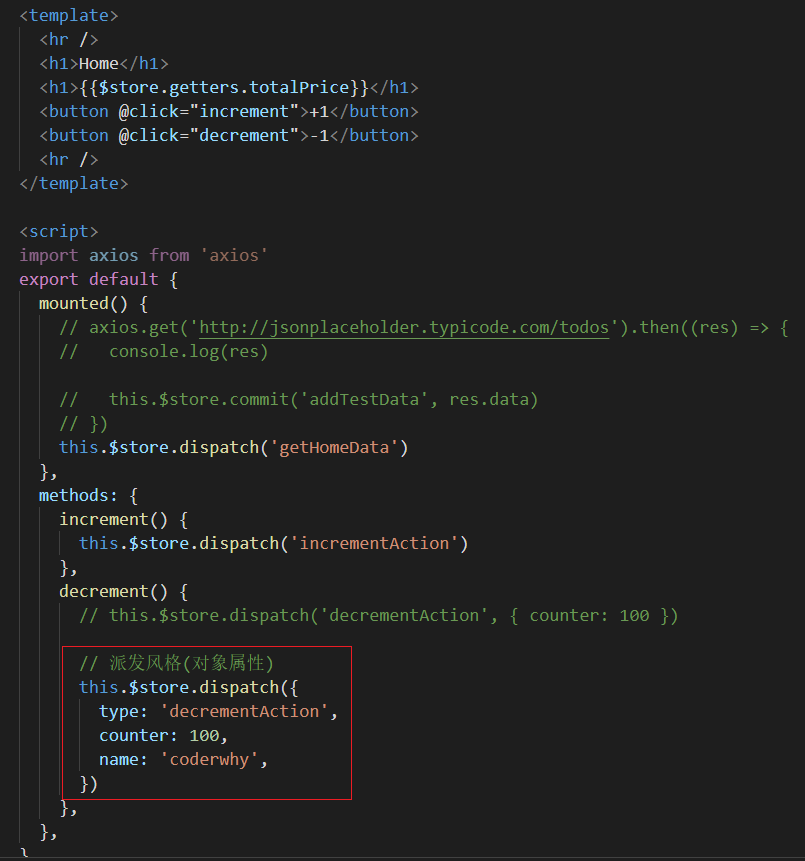 <template>
  <hr />
  <h1>Home</h1>
  <h1>{{$store.getters.totalPrice}}</h1>
  <button @click="increment">+1</button>
  <button @click="decrement">-1</button>
  <hr />
</template>

<script>
import axios from 'axios'
export default {
  mounted() {
    // axios.get('http://jsonplaceholder.typicode.com/todos').then((res) => {
    //   console.log(res)

    //   this.$store.commit('addTestData', res.data)
    // })
    this.$store.dispatch('getHomeData')
  },
  methods: {
    increment() {
      this.$store.dispatch('incrementAction')
    },
    decrement() {
      // this.$store.dispatch('decrementAction', { counter: 100 })

      // 派发风格(对象属性)
      this.$store.dispatch({
        type: 'decrementAction',
        counter: 100,
        name: 'coderwhy',
      })
    },
  },
}